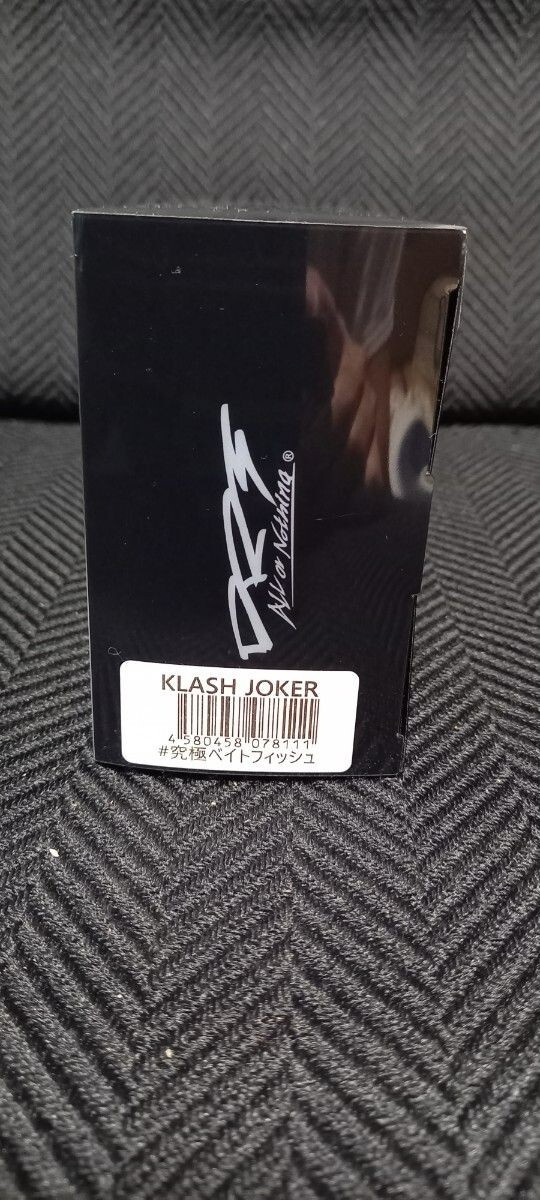 DRT
All or Nothing®
KLASH JOKER
4 580458 078111
#究極ベイトフィッシュ